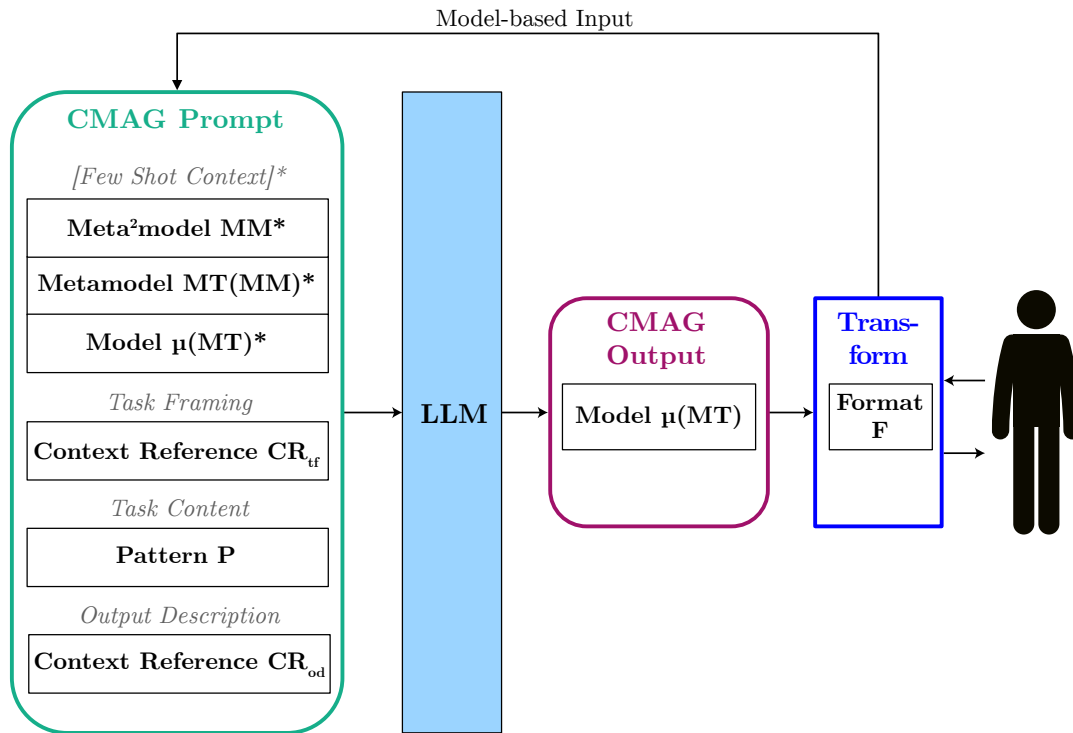 Model-based Input
CMAG Prompt
[Few Shot Context]*
Meta²model MM*
Metamodel MT(MM)*
Model µ(MT)*
Task Framing
Context Reference CR_tf
Task Content
Pattern P
Output Description
Context Reference CR_od
LLM
CMAG
Output
Model µ(MT)
Trans-
form
Format
F